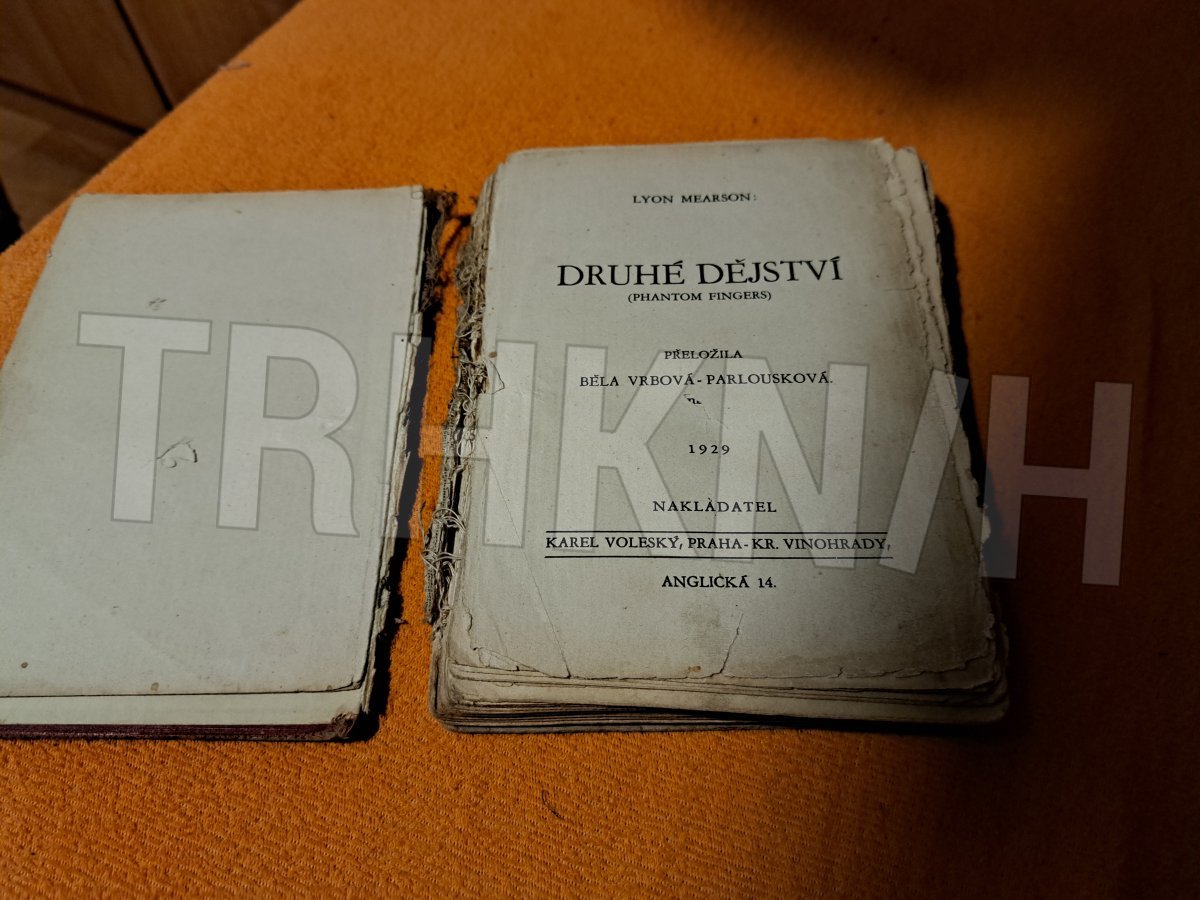 LYON MEARSON:
DRUHÉ DĚJSTVÍ
(PHANTOM FINGERS)
PŘELOŽILA
BĚLA VRBOVÁ - PARLOUSKOVÁ.
1929
NAKLADATEL
KAREL VOLESKÝ, PRAHA - KR. VINOHRADY,
ANGLICKÁ 14.
TRHKNIH